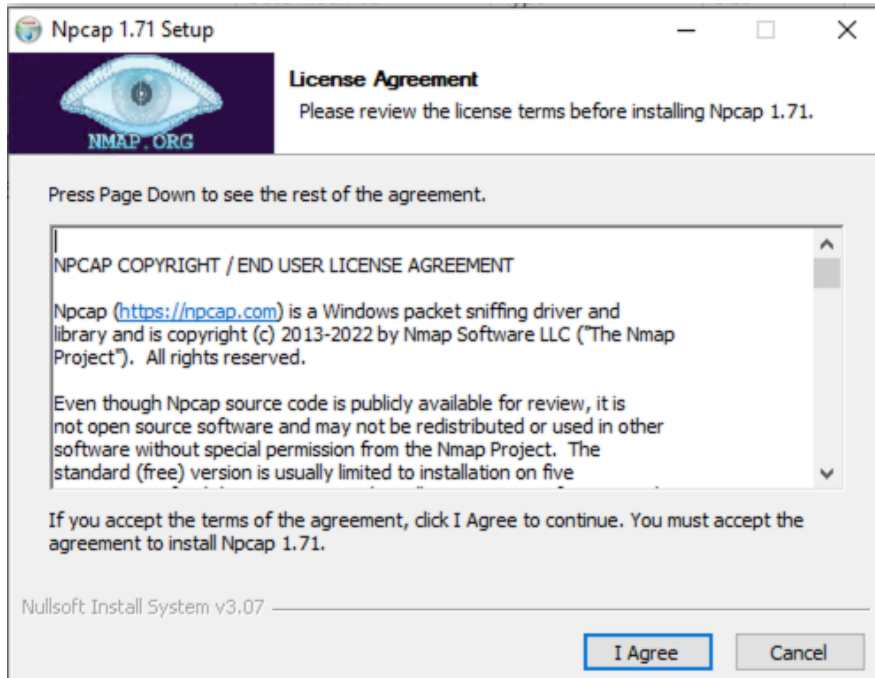 Npcap 1.71 Setup
NMAP.ORG
License Agreement
Please review the license terms before installing Npcap 1.71.
Press Page Down to see the rest of the agreement.
NPCAP COPYRIGHT / END USER LICENSE AGREEMENT
Npcap (https://npcap.com) is a Windows packet sniffing driver and
library and is copyright (c) 2013-2022 by Nmap Software LLC ("The Nmap
Project").  All rights reserved.
Even though Npcap source code is publicly available for review, it is
not open source software and may not be redistributed or used in other
software without special permission from the Nmap Project.  The
standard (free) version is usually limited to installation on five
If you accept the terms of the agreement, click I Agree to continue. You must accept the
agreement to install Npcap 1.71.
Nullsoft Install System v3.07
I Agree
Cancel